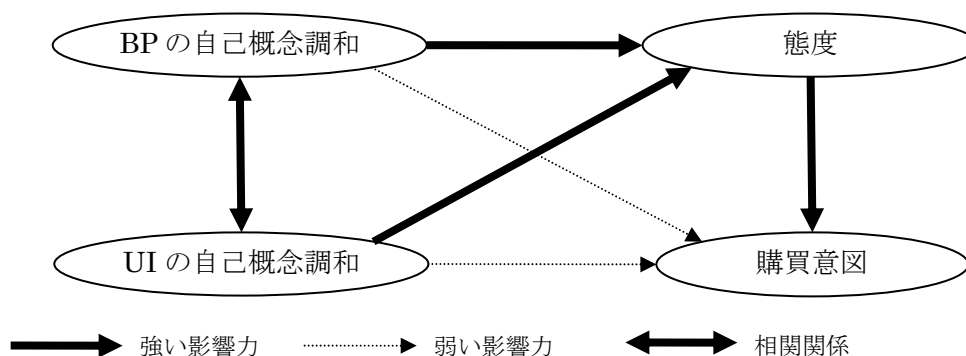 BP の自己概念調和
態度
UI の自己概念調和
購買意図
強い影響力
弱い影響力
相関関係